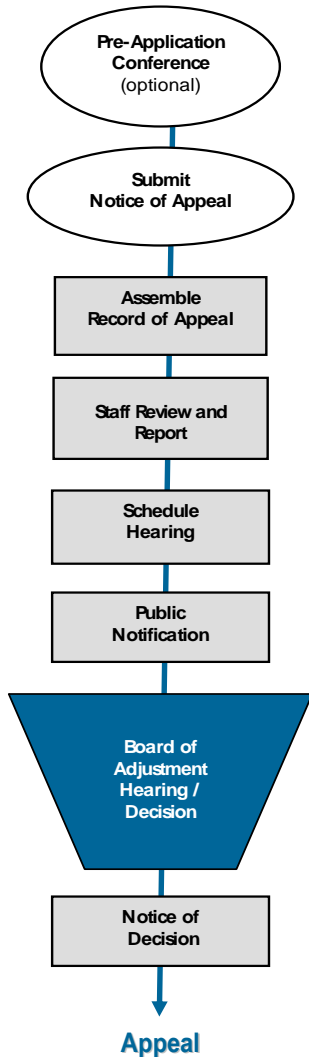 Pre-Application
Conference
(optional)
Submit
Notice of Appeal
Assemble
Record of Appeal
Staff Review and
Report
Schedule
Hearing
Public
Notification
Board of
Adjustment
Hearing /
Decision
Notice of
Decision
Appeal